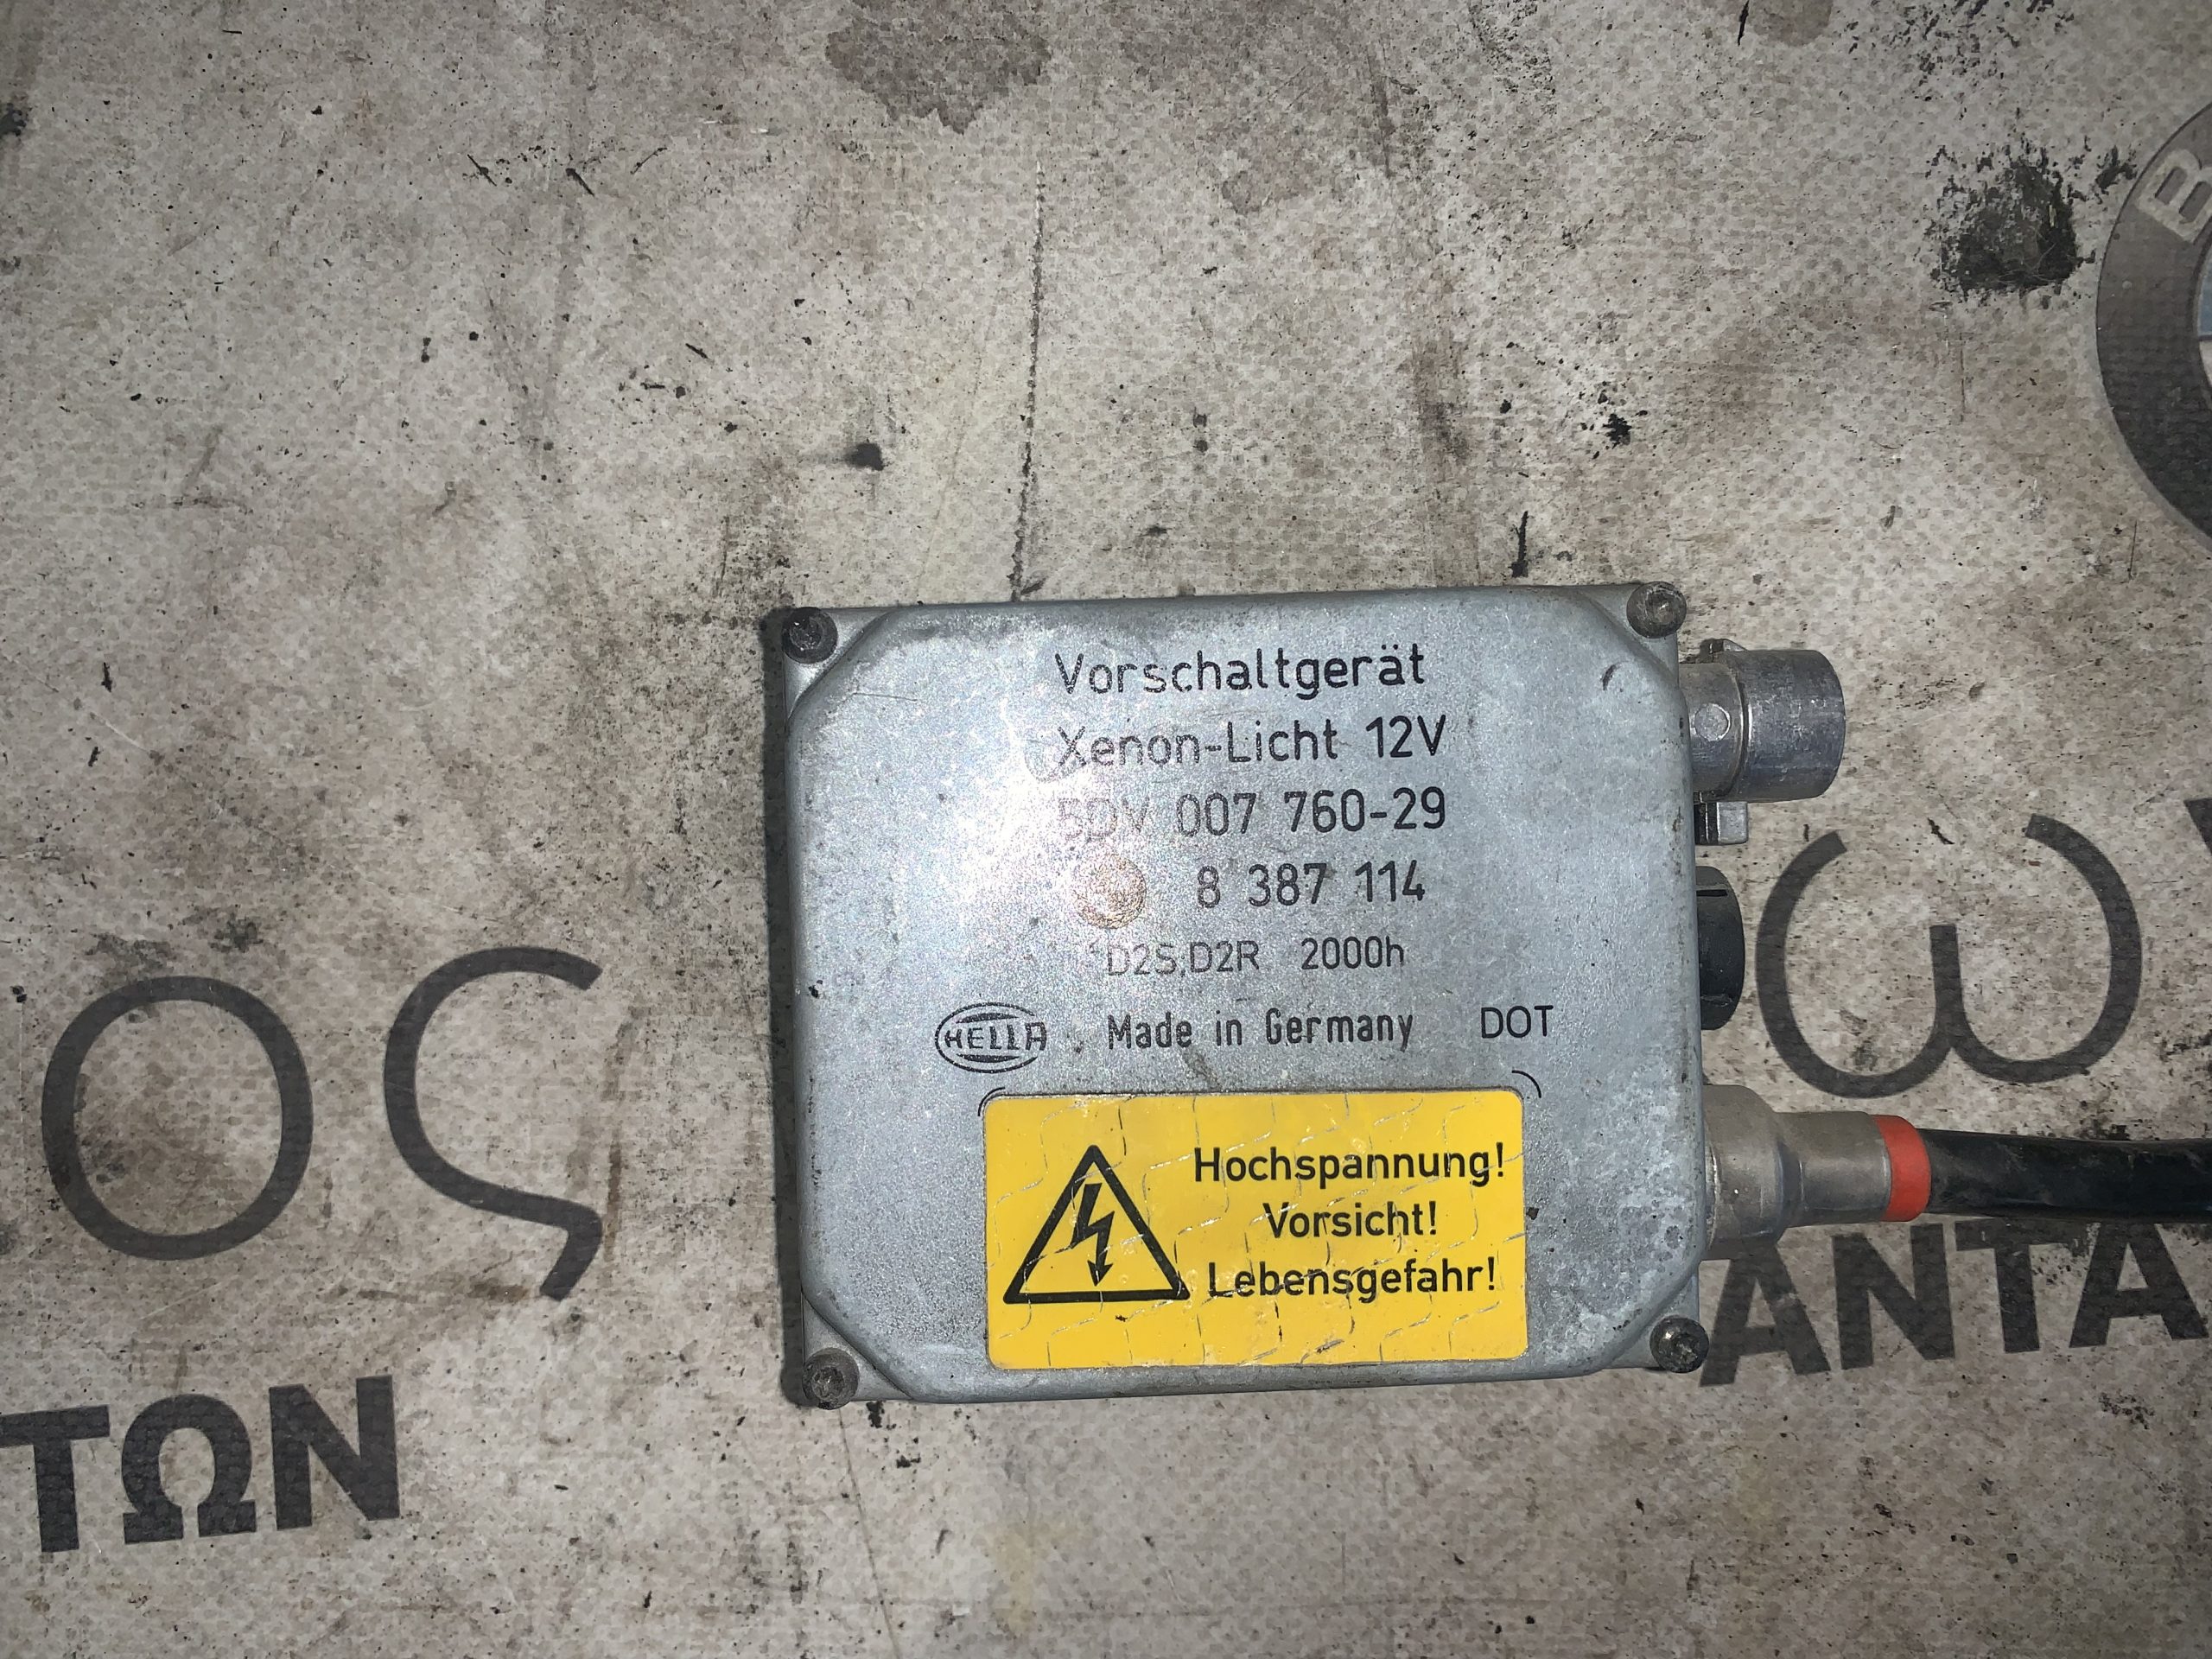 B
Vorschaltgerät
Xenon-Licht 12V
5DV 007 760-29
8 387 114
D2S,D2R 2000h
HELLA Made in Germany DOT
Hochspannung!
Vorsicht!
Lebensgefahr!
ος
ω
ΤΩΝ
ΑΝΤΑ